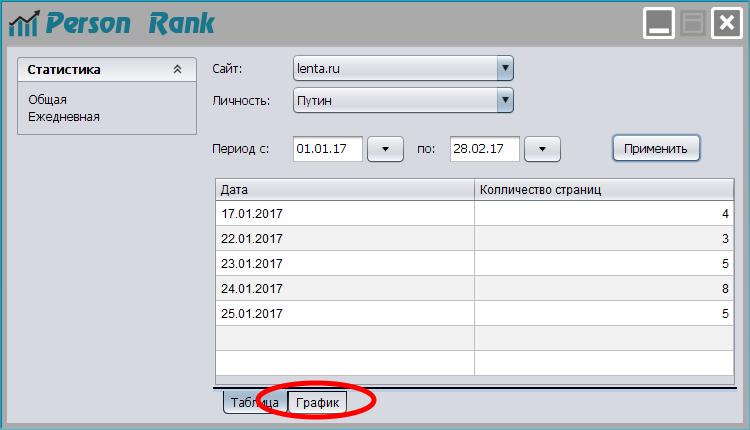 Person Rank
Статистика
Общая
Ежедневная
Сайт: lenta.ru
Личность: Путин
Период с: 01.01.17 по: 28.02.17 Применить
Дата Колличество страниц
17.01.2017 4
22.01.2017 3
23.01.2017 5
24.01.2017 8
25.01.2017 5
Таблица График